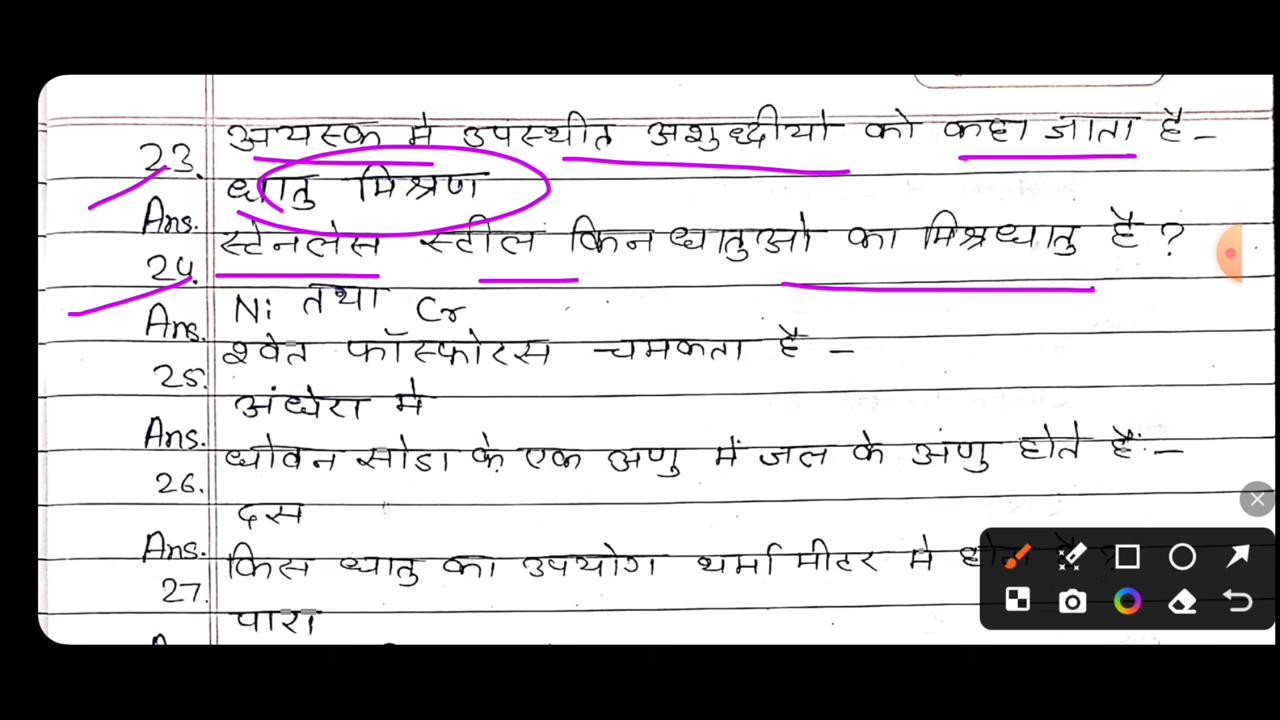 23. अयस्क मे उपस्थीत अशुध्दीयो को कहा जाता है -
Ans. धातु मिश्रण
24. स्टेनलेस स्टील किन धातुओ का मिश्रधातु है ?
Ans. Ni तथा Cr
25. श्वेत फॉस्फोरस चमकता है -
Ans. अंधेरा मे
26. धोवन सोडा के एक अणु में जल के अंणु होते हैं: -
Ans. दस
27. किस धातु का उपयोग थर्मामीटर मे
पारा